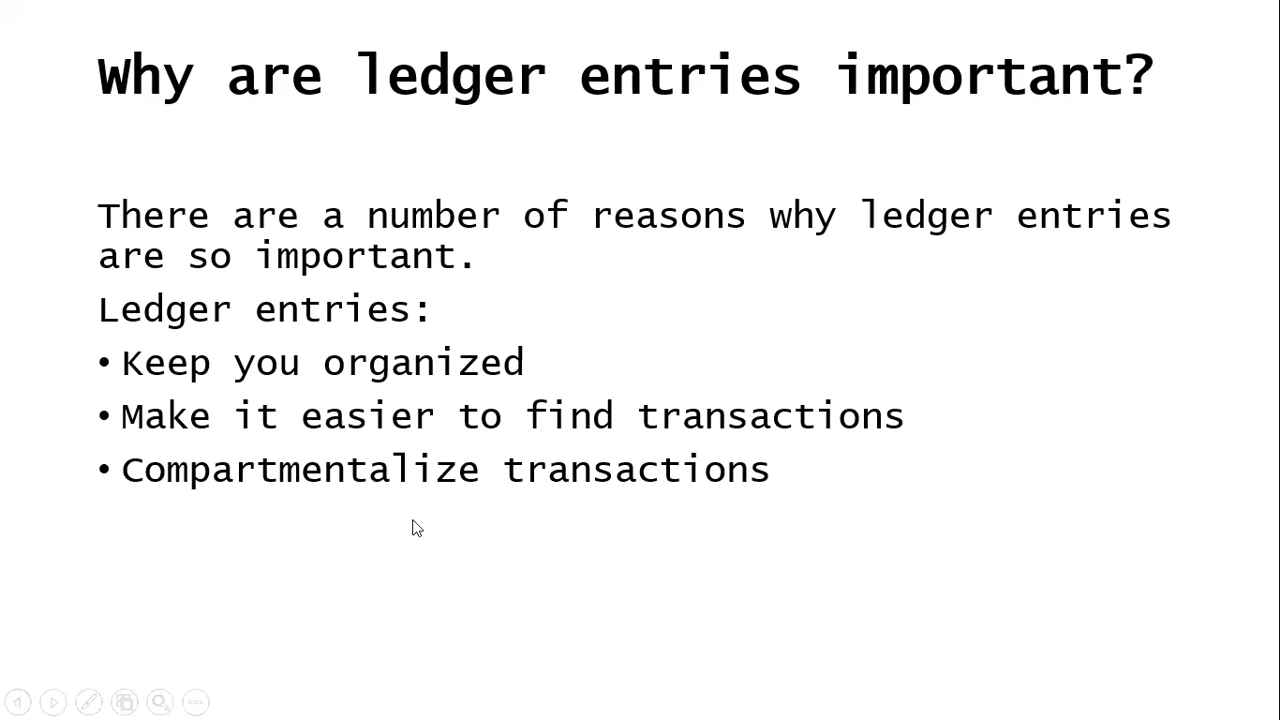 Why are ledger entries important?
There are a number of reasons why ledger entries
are so important.
Ledger entries:
• Keep you organized
• Make it easier to find transactions
• Compartmentalize transactions